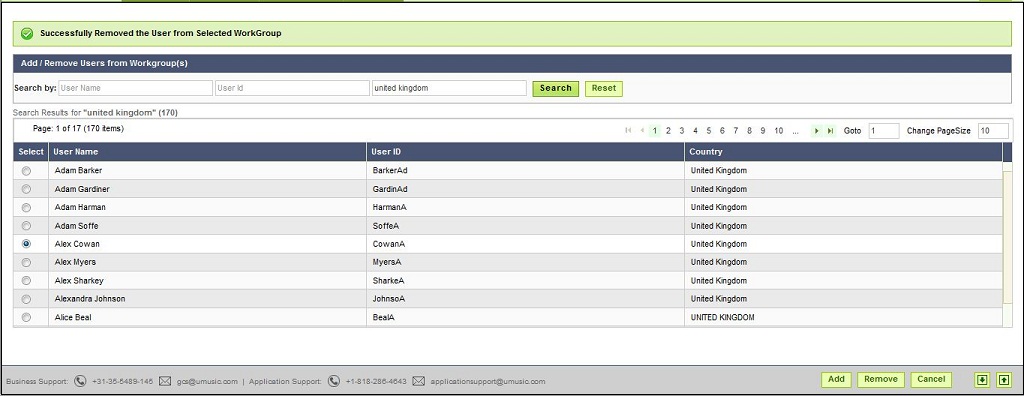 Successfully Removed the User from Selected WorkGroup
Add / Remove Users from Workgroup(s)
Search by: User Name User Id united kingdom Search Reset
Search Results for "united kingdom" (170)
Page: 1 of 17 (170 items) 1 2 3 4 5 6 7 8 9 10 ... Goto 1 Change PageSize 10
Select User Name User ID Country
Adam Barker BarkerAd United Kingdom
Adam Gardiner GardinAd United Kingdom
Adam Harman HarmanA United Kingdom
Adam Soffe SoffeA United Kingdom
Alex Cowan CowanA United Kingdom
Alex Myers MyersA United Kingdom
Alex Sharkey SharkeA United Kingdom
Alexandra Johnson JohnsoA United Kingdom
Alice Beal BealA UNITED KINGDOM
Business Support: +31-35-5489-145 gcs@umusic.com | Application Support: +1-818-286-4643 applicationsupport@umusic.com Add Remove Cancel